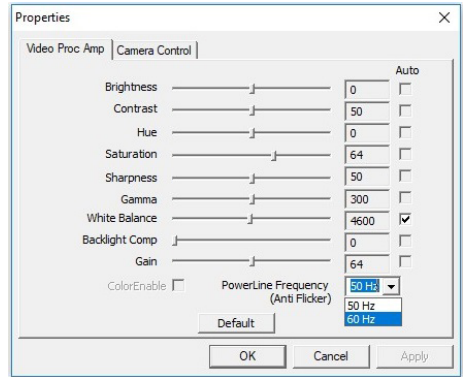 Properties
Video Proc Amp Camera Control
Auto
Brightness 0
Contrast 50
Hue 0
Saturation 64
Sharpness 50
Gamma 300
White Balance 4600
Backlight Comp 0
Gain 64
ColorEnable PowerLine Frequency 50 Hz
(Anti Flicker)
50 Hz
60 Hz
Default
OK Cancel Apply